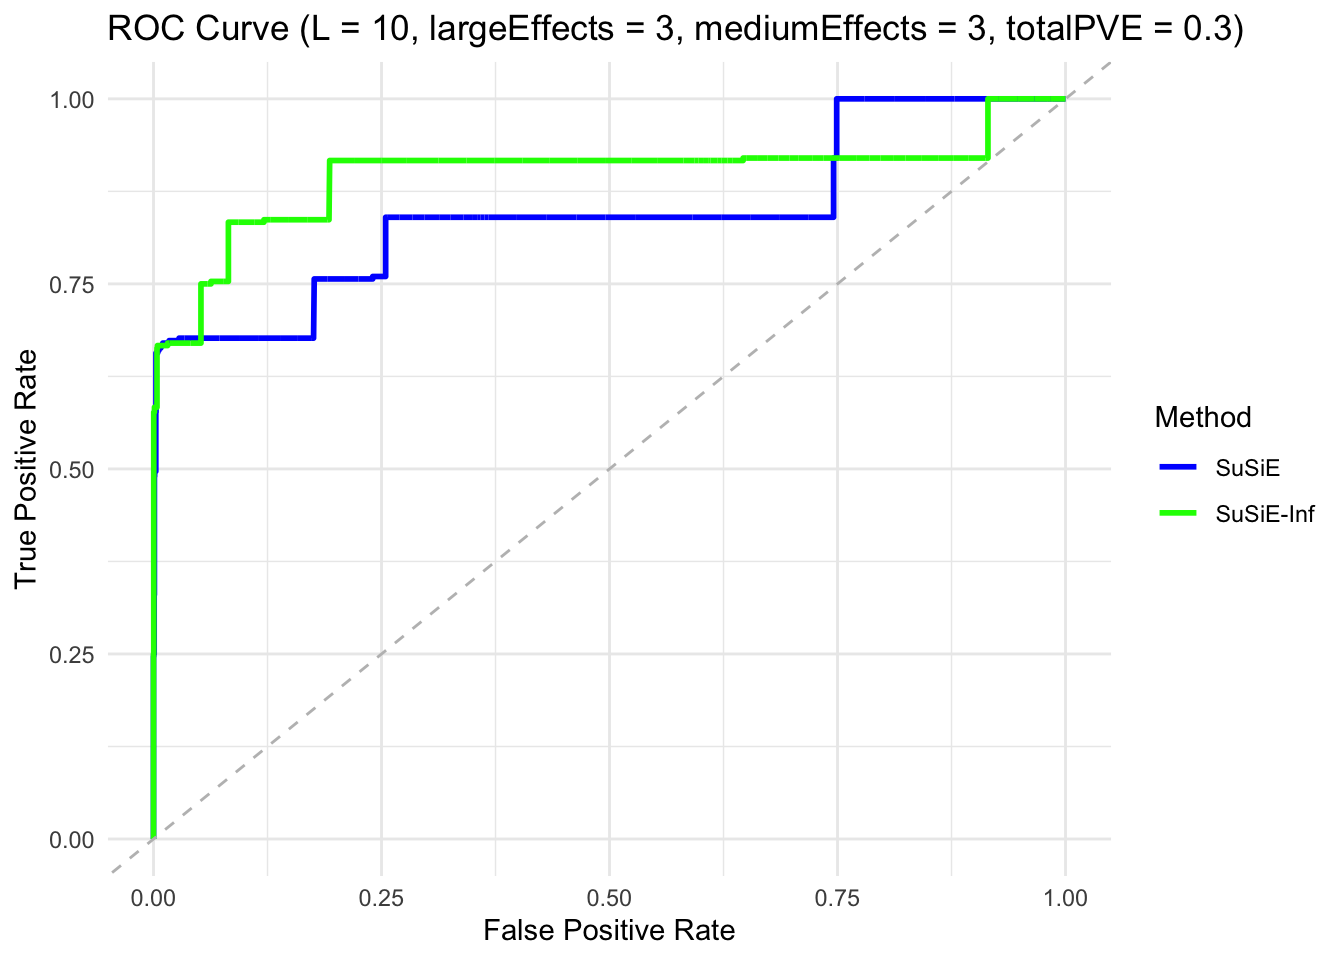 ROC Curve (L = 10, largeEffects = 3, mediumEffects = 3, totalPVE = 0.3)
True Positive Rate
1.00
0.75
0.50
0.25
0.00
0.00 0.25 0.50 0.75 1.00
False Positive Rate
Method
SuSiE
SuSiE-Inf